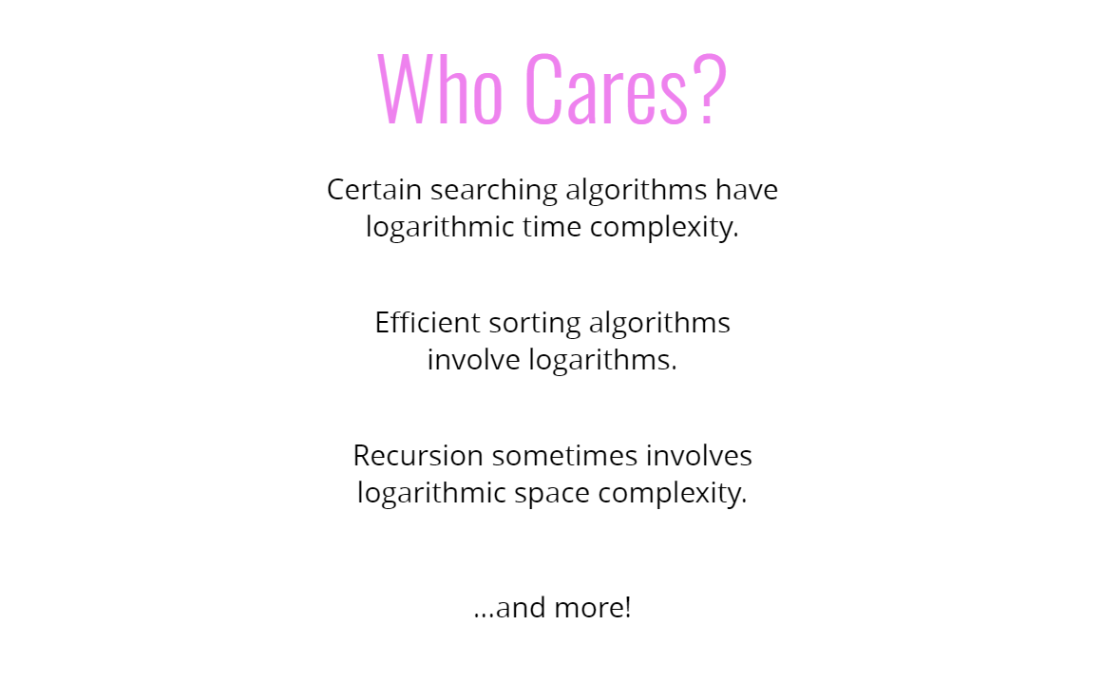 Who Cares?
Certain searching algorithms have
logarithmic time complexity.
Efficient sorting algorithms
involve logarithms.
Recursion sometimes involves
logarithmic space complexity.
...and more!